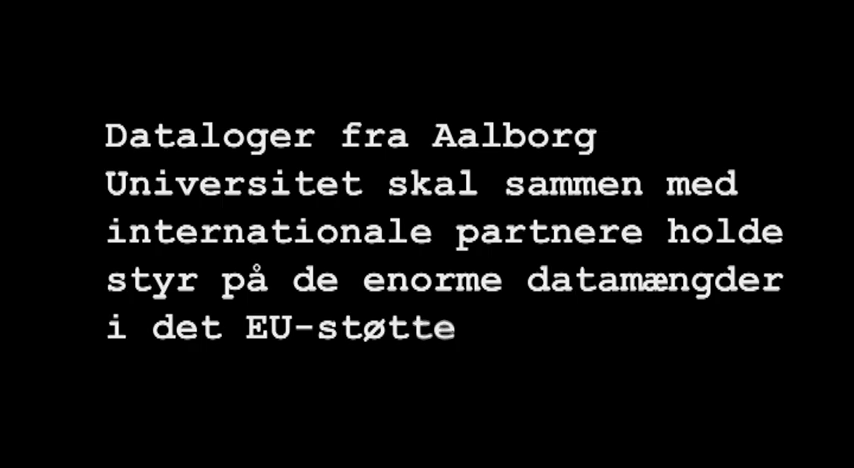 Dataloger fra Aalborg
Universitet skal sammen med
internationale partnere holde
styr på de enorme datamængder
i det EU-støtte